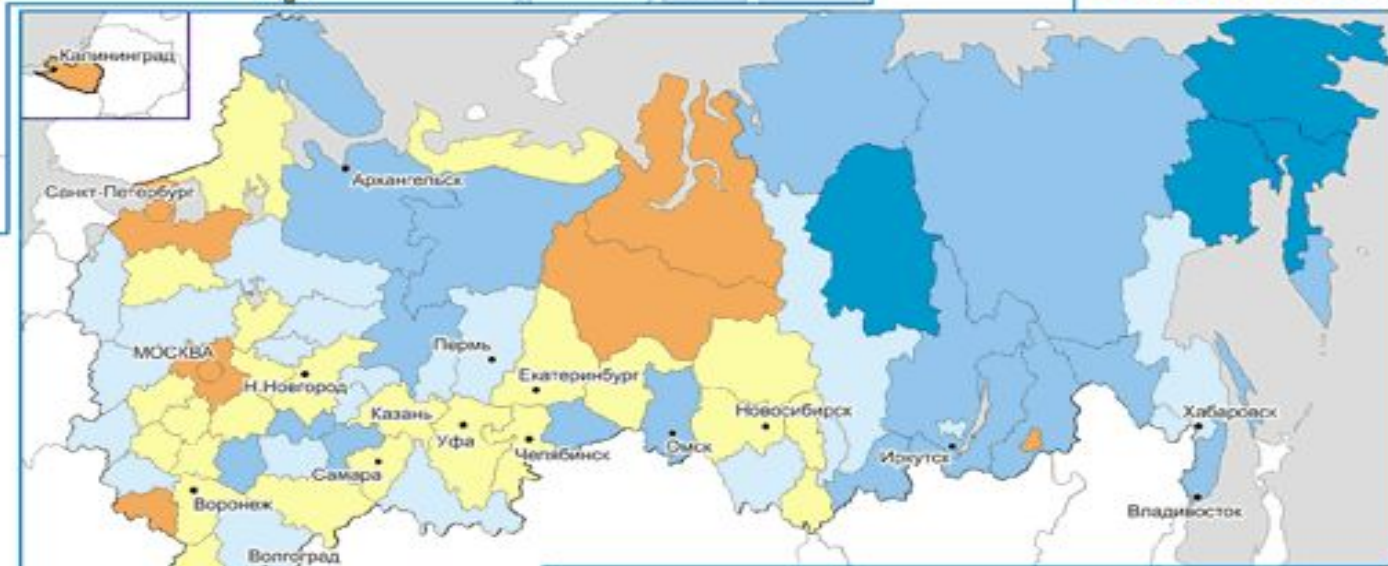 Калининград
Архангельск
Санкт-Петербург
МОСКВА
Пермь
Н.Новгород
Екатеринбург
Казань
Новосибирск
Хабаровск
Уфа
Челябинск
Омск
Иркутск
Самара
Воронеж
Владивосток
Волгоград